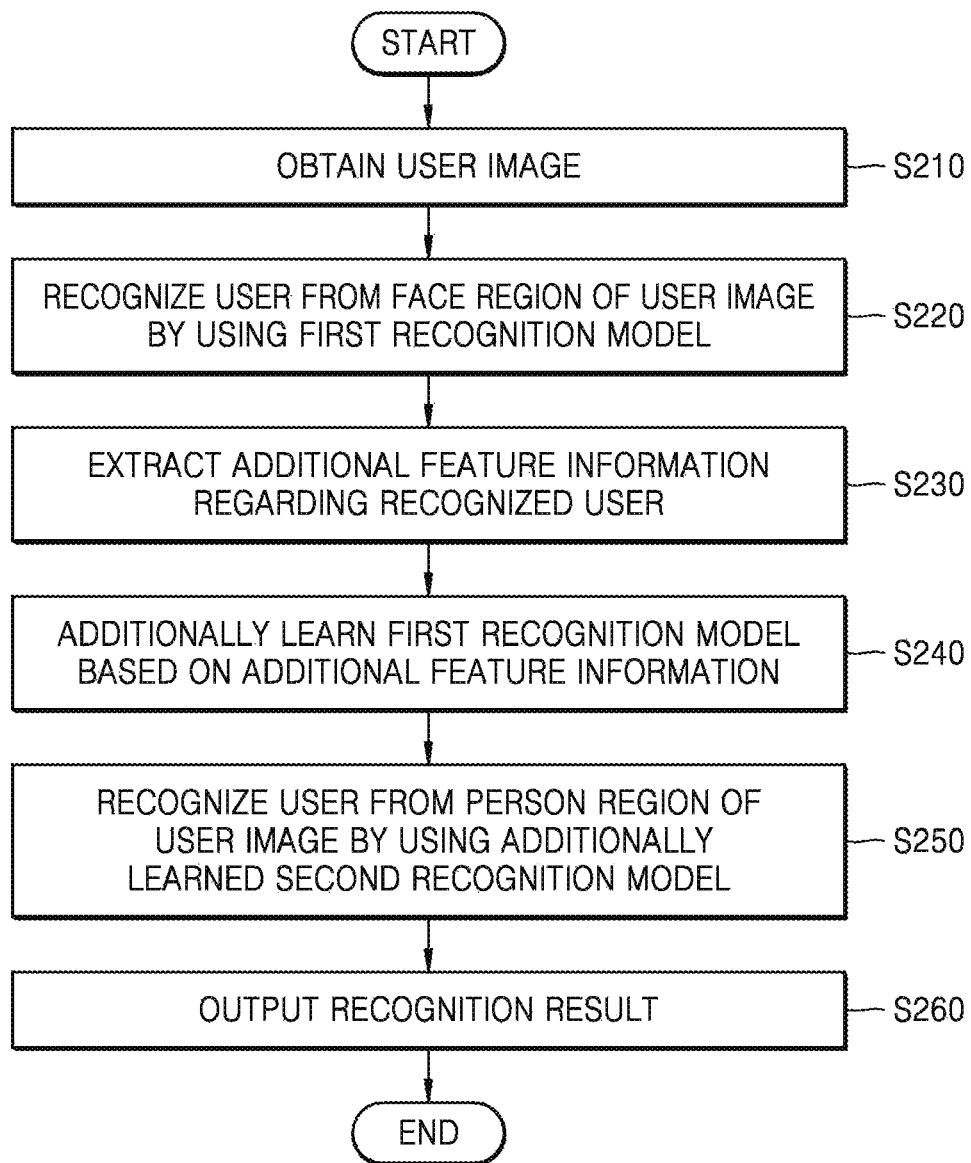 START
OBTAIN USER IMAGE
S210
RECOGNIZE USER FROM FACE REGION OF USER IMAGE
BY USING FIRST RECOGNITION MODEL
S220
EXTRACT ADDITIONAL FEATURE INFORMATION
REGARDING RECOGNIZED USER
S230
ADDITIONALLY LEARN FIRST RECOGNITION MODEL
BASED ON ADDITIONAL FEATURE INFORMATION
S240
RECOGNIZE USER FROM PERSON REGION OF
USER IMAGE BY USING ADDITIONALLY
LEARNED SECOND RECOGNITION MODEL
S250
OUTPUT RECOGNITION RESULT
S260
END